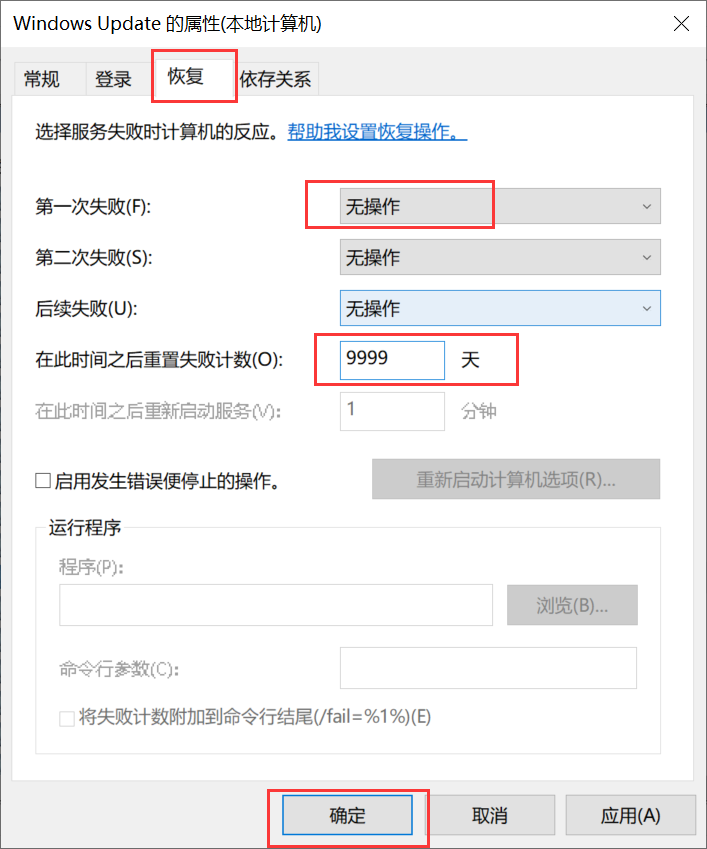 Windows Update 的属性(本地计算机)
常规 登录 恢复 依存关系
选择服务失败时计算机的反应。帮助我设置恢复操作。
第一次失败(F): 无操作
第二次失败(S): 无操作
后续失败(U): 无操作
在此时间之后重置失败计数(O): 9999 天
在此时间之后重新启动服务(V): 1 分钟
启用发生错误便停止的操作。 重新启动计算机选项(R)...
运行程序
程序(P):
浏览(B)...
命令行参数(C):
将失败计数附加到命令行结尾(/fail=%1%)(E)
确定 取消 应用(A)